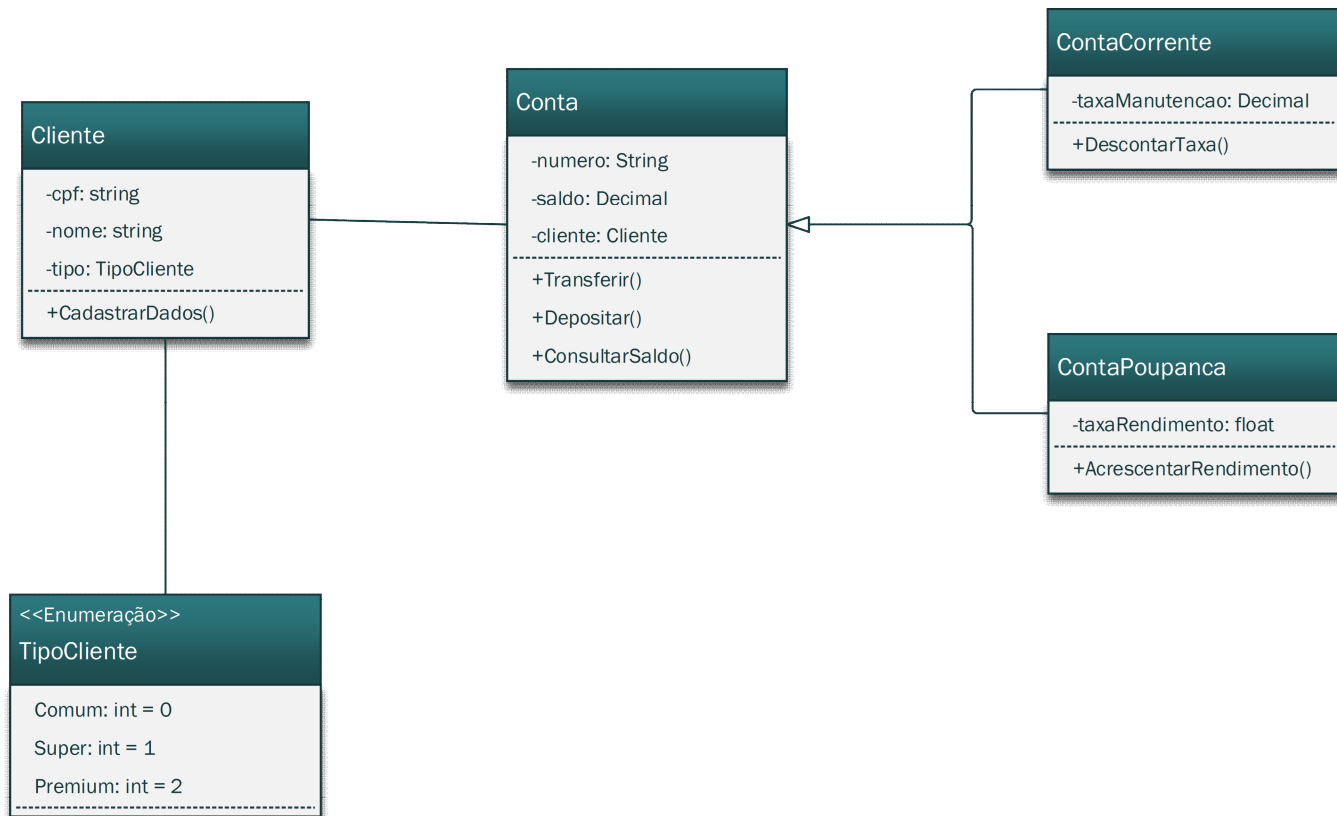 Cliente
-cpf: string
-nome: string
-tipo: TipoCliente
+CadastrarDados()
Conta
-numero: String
-saldo: Decimal
-cliente: Cliente
+Transferir()
+Depositar()
+ConsultarSaldo()
ContaCorrente
-taxaManutencao: Decimal
+DescontarTaxa()
ContaPoupanca
-taxaRendimento: float
+AcrescentarRendimento()
<<Enumeração>>
TipoCliente
Comum: int = 0
Super: int = 1
Premium: int = 2